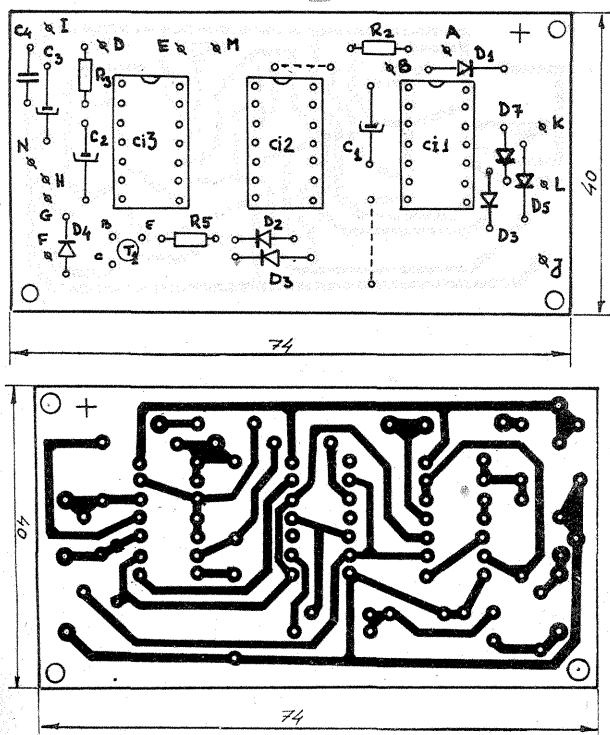 C4
I
C3
D
E
M
R2
A
+
R3
B
D1
C2
ci3
ci2
C1
ci1
D7
K
N
H
L
G
D5
D4
B
E
R5
D2
D3
F
C
T1
D3
J
40
74
+
40
74